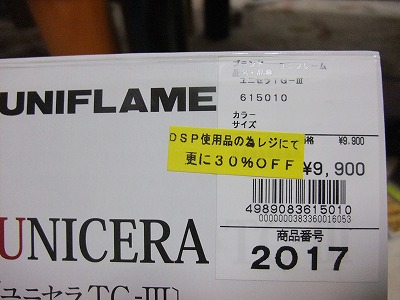 UNIFLAME
UNICERA
〔ユニセラTG-III〕
ユニセラTG-III
615010
カラー
サイズ
¥9,900
DSP使用品の為レジにて
更に30%OFF
¥9,900
4989083615010
0000000383360016053
商品番号
2017